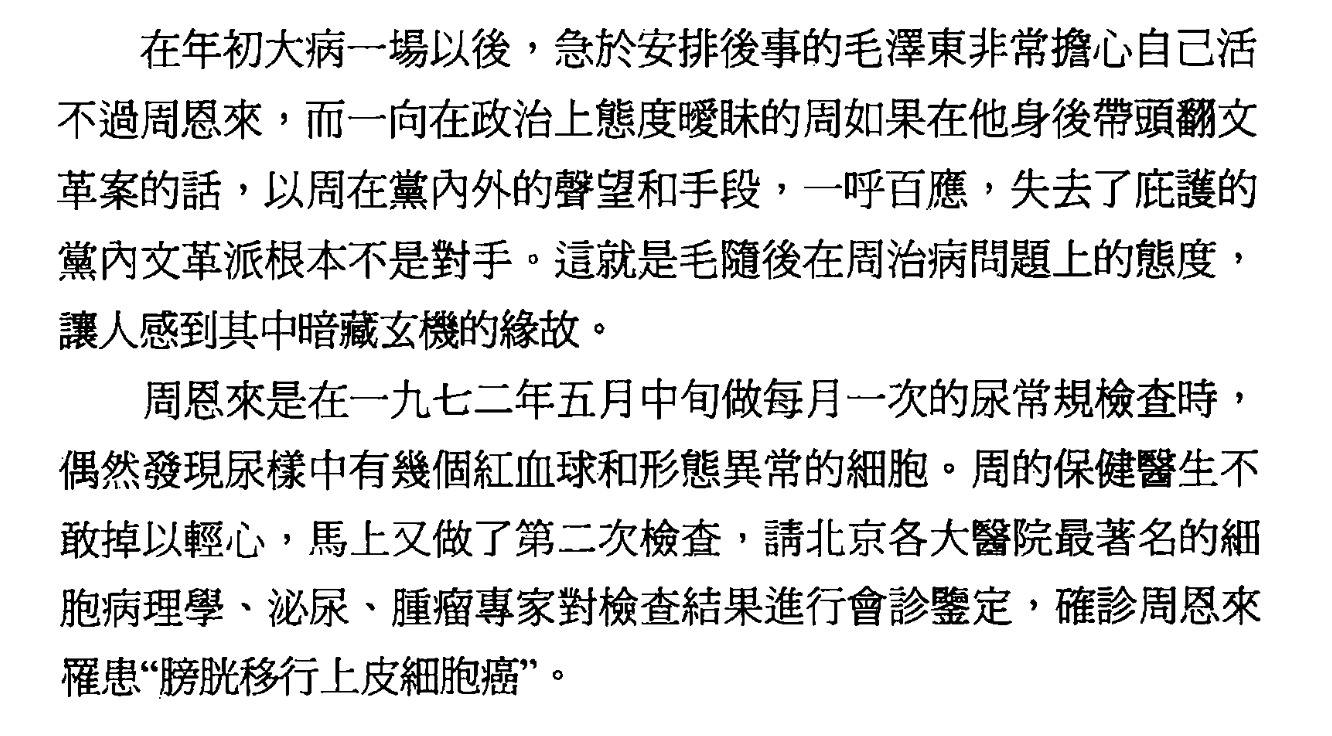 在年初大病一場以後，急於安排後事的毛澤東非常擔心自己活
不過周恩來，而一向在政治上態度曖昧的周如果在他身後帶頭翻文
革案的話，以周在黨內外的聲望和手段，一呼百應，失去了庇護的
黨內文革派根本不是對手。這就是毛隨後在周治病問題上的態度，
讓人感到其中暗藏玄機的緣故。
周恩來是在一九七二年五月中旬做每月一次的尿常規檢查時，
偶然發現尿樣中有幾個紅血球和形態異常的細胞。周的保健醫生不
敢掉以輕心，馬上又做了第二次檢查，請北京各大醫院最著名的細
胞病理學、泌尿、腫瘤專家對檢查結果進行會診鑒定，確診周恩來
罹患“膀胱移行上皮細胞癌”。